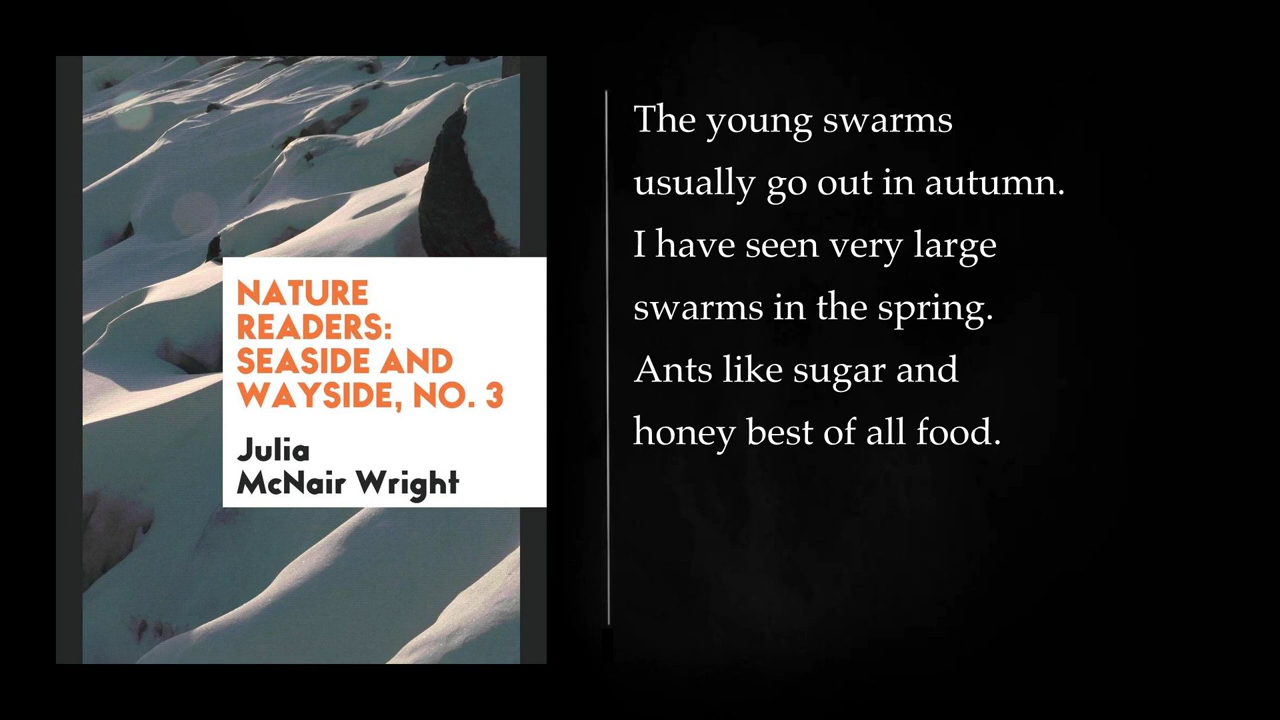 NATURE
READERS:
SEASIDE AND
WAYSIDE, NO. 3
Julia
McNair Wright
The young swarms
usually go out in autumn.
I have seen very large
swarms in the spring.
Ants like sugar and
honey best of all food.